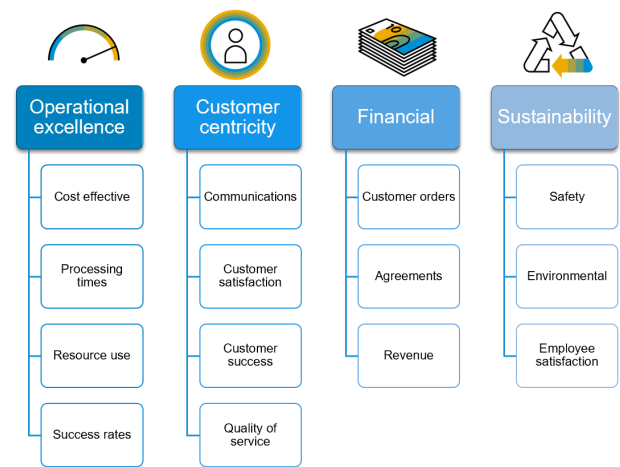 10
Operational
excellence
Cost effective
Processing
times
Resource use
Success rates
Customer
centricity
Communications
Customer
satisfaction
Customer
success
Quality of
service
Financial
Customer orders
Agreements
Revenue
Sustainability
Safety
Environmental
Employee
satisfaction